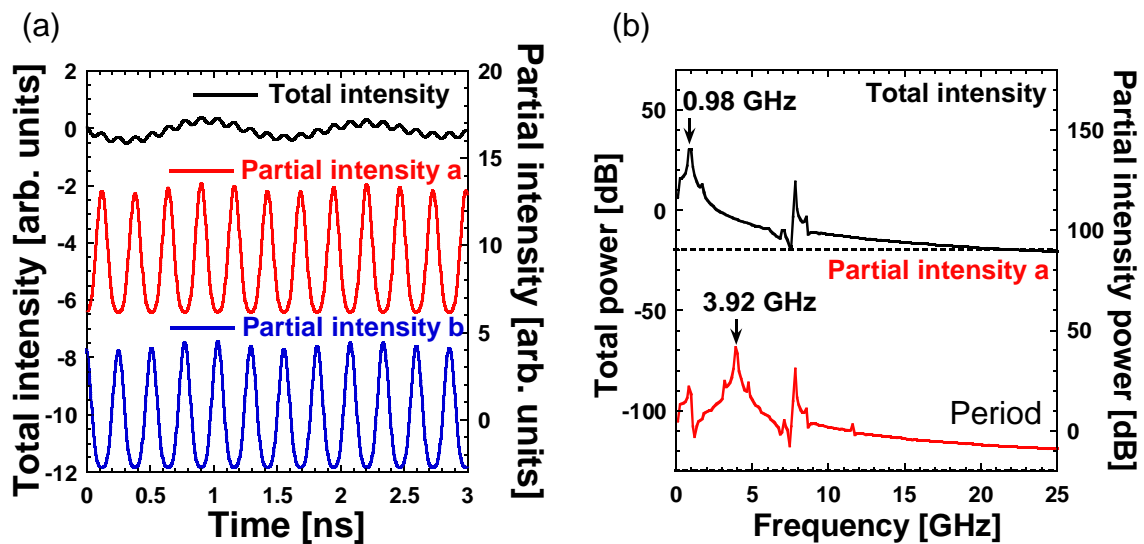 (a)
Total intensity [arb. units]
2
0
-2
-4
-6
-8
-10
-12
Total intensity
Partial intensity a
Partial intensity b
20
15
10
5
0
Partial intensity [arb. units]
0
0.5
1
1.5
2
2.5
3
Time [ns]
(b)
Total power [dB]
50
0
-50
-100
0.98 GHz
Total intensity
Partial intensity a
3.92 GHz
Period
150
100
50
0
Partial intensity power [dB]
0
5
10
15
20
25
Frequency [GHz]